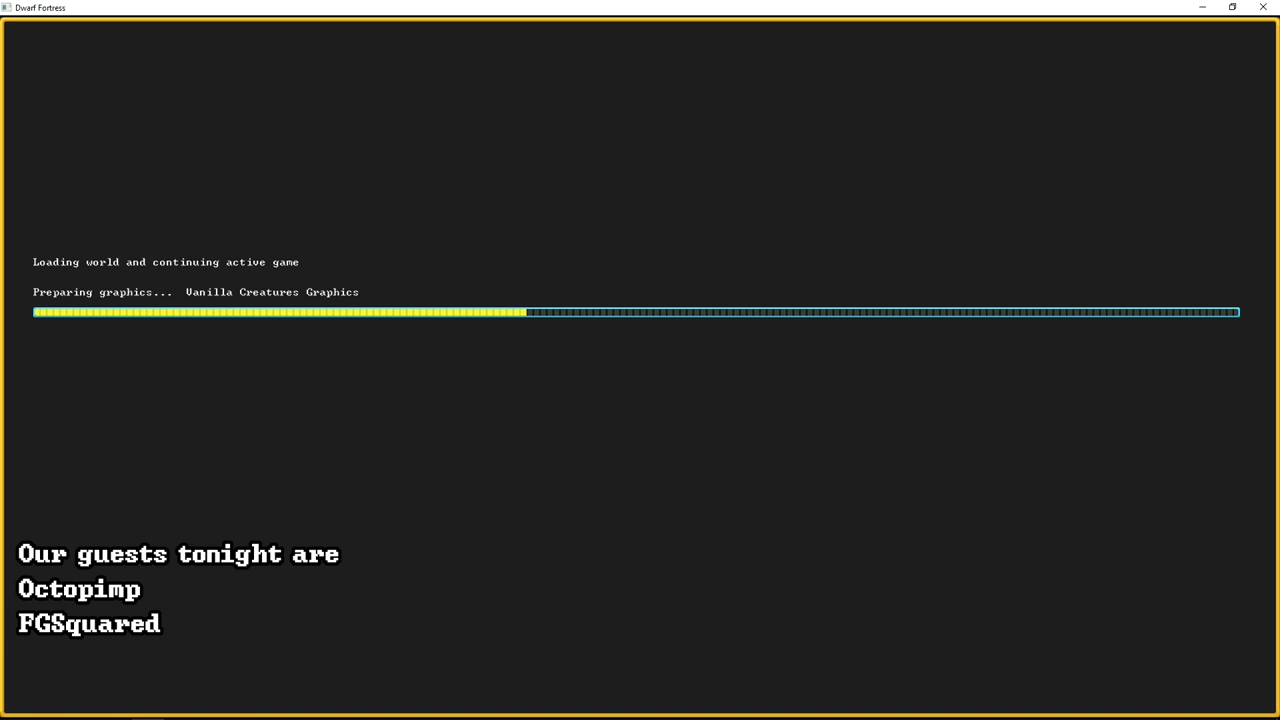 Dwarf Fortress
Loading world and continuing active game
Preparing graphics... Vanilla Creatures Graphics
Our guests tonight are
Octopimp
FGSquared